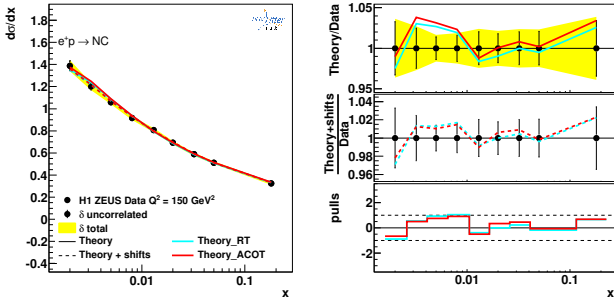 dσ/dx
e⁺p → NC
1.8
1.6
1.4
1.2
1
0.8
0.6
0.4
0.2
0
-0.2
-0.4
H1 ZEUS Data Q² = 150 GeV²
δ uncorrelated
δ total
Theory
Theory + shifts
Theory_RT
Theory_ACOT
0.01
0.1
x
Theory/Data
1.05
1
0.95
Theory+shifts
Data
1.04
1.02
1
0.98
0.96
pulls
2
0
-2
0.01
0.1
x